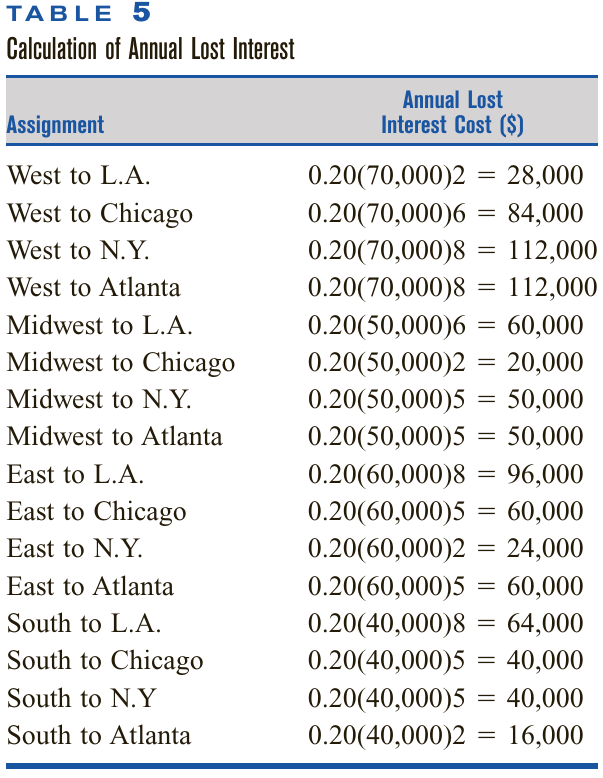 TABLE 5
Calculation of Annual Lost Interest
Annual Lost
Assignment Interest Cost ($)
West to L.A. 0.20(70,000)2 = 28,000
West to Chicago 0.20(70,000)6 = 84,000
West to N.Y. 0.20(70,000)8 = 112,000
West to Atlanta 0.20(70,000)8 = 112,000
Midwest to L.A. 0.20(50,000)6 = 60,000
Midwest to Chicago 0.20(50,000)2 = 20,000
Midwest to N.Y. 0.20(50,000)5 = 50,000
Midwest to Atlanta 0.20(50,000)5 = 50,000
East to L.A. 0.20(60,000)8 = 96,000
East to Chicago 0.20(60,000)5 = 60,000
East to N.Y. 0.20(60,000)2 = 24,000
East to Atlanta 0.20(60,000)5 = 60,000
South to L.A. 0.20(40,000)8 = 64,000
South to Chicago 0.20(40,000)5 = 40,000
South to N.Y 0.20(40,000)5 = 40,000
South to Atlanta 0.20(40,000)2 = 16,000